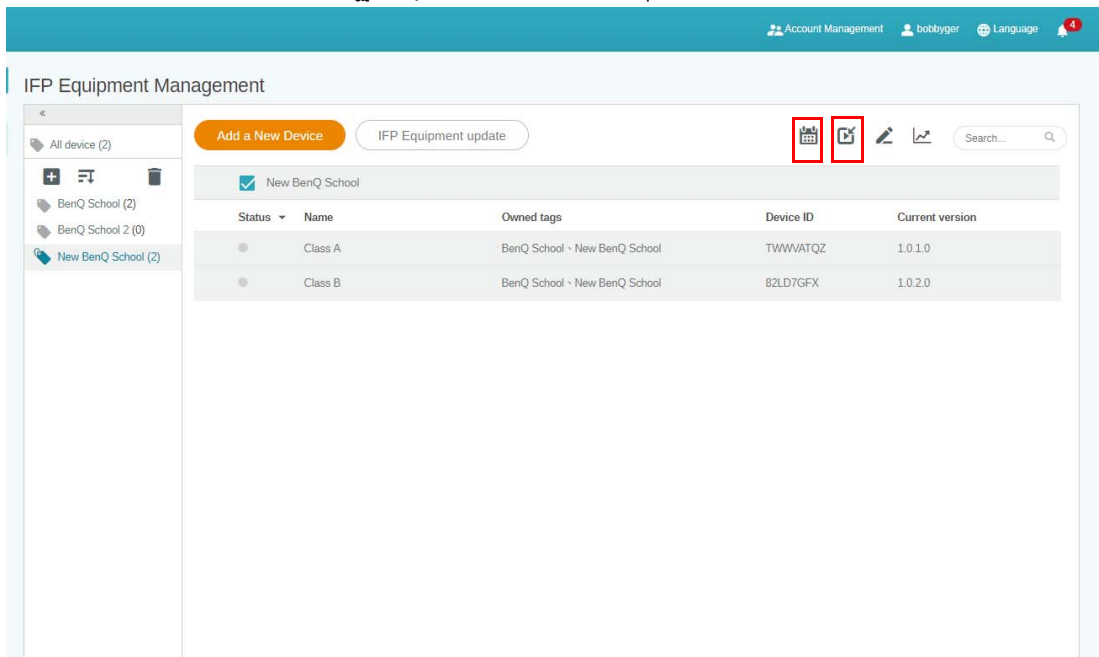 Account Management bobbyger Language 4
IFP Equipment Management
«
All device (2)
Add a New Device IFP Equipment update Search...
New BenQ School
BenQ School (2)
BenQ School 2 (0)
New BenQ School (2)
Status Name Owned tags Device ID Current version
Class A BenQ School、New BenQ School TWWVATQZ 1.0.1.0
Class B BenQ School、New BenQ School 82LD7GFX 1.0.2.0